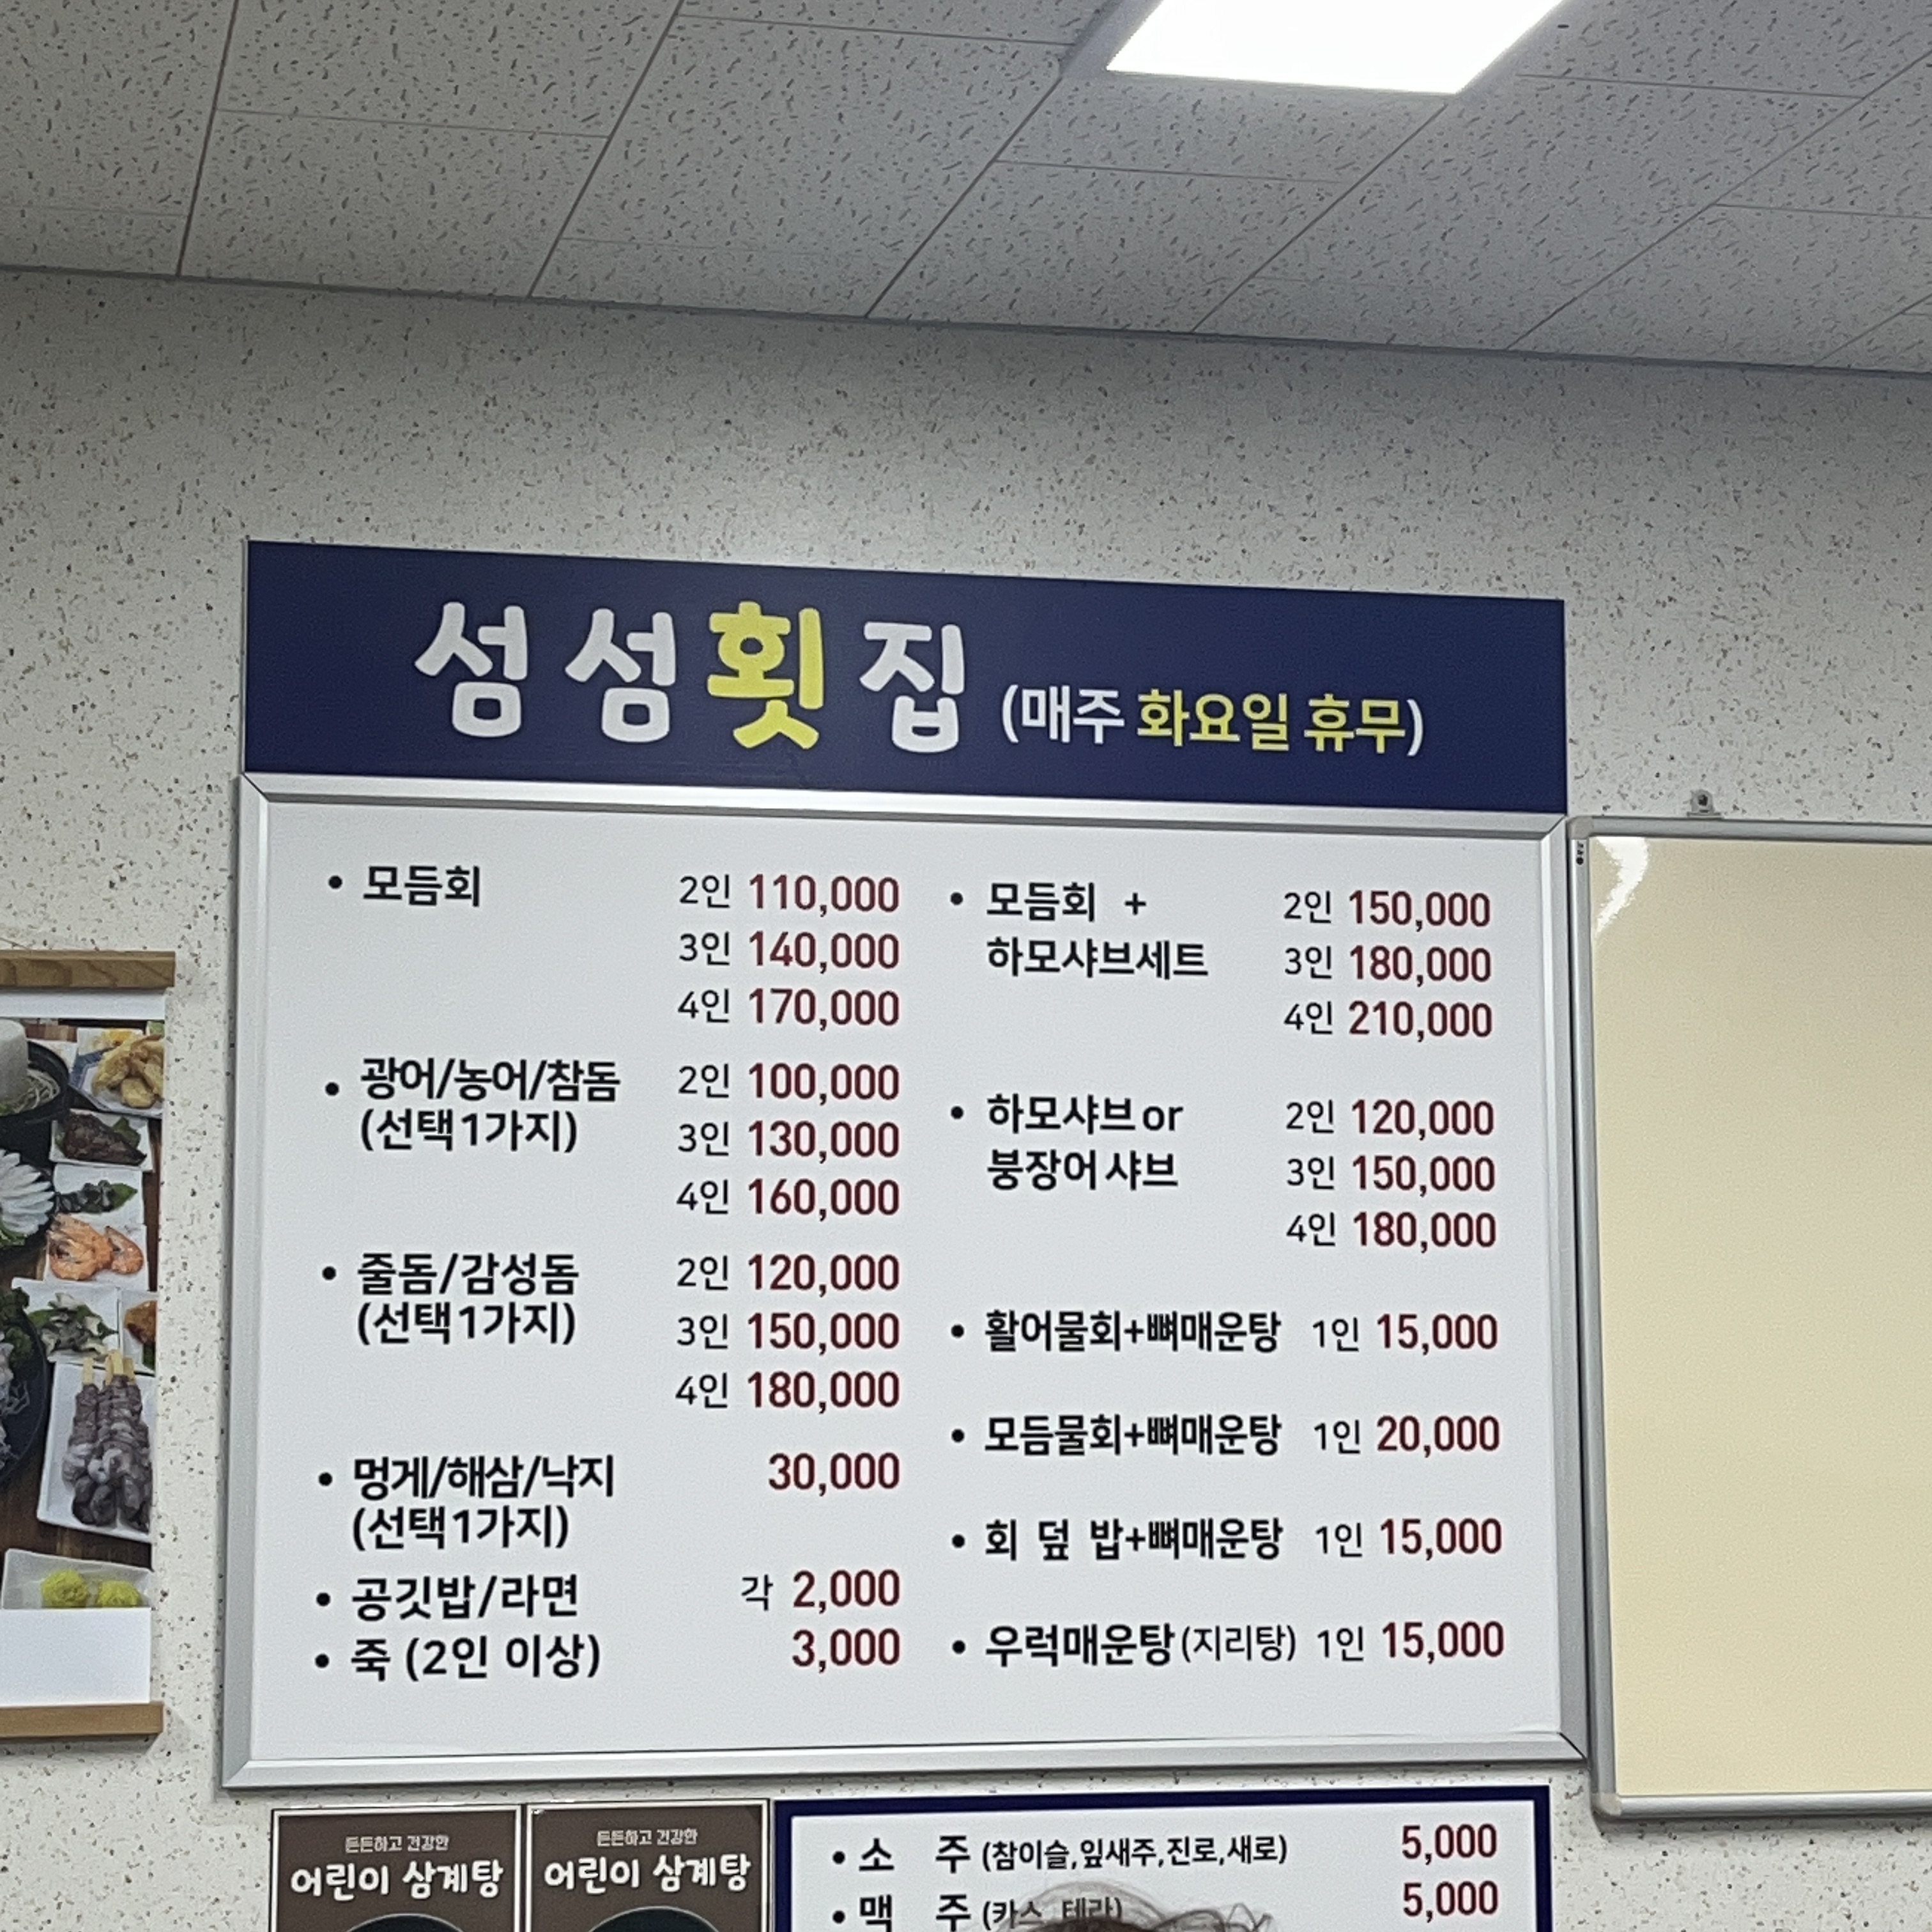 섬섬횟집 (매주 화요일 휴무)
• 모듬회 2인 110,000
3인 140,000
4인 170,000
• 광어/농어/참돔 2인 100,000
(선택1가지) 3인 130,000
4인 160,000
• 줄돔/감성돔 2인 120,000
(선택1가지) 3인 150,000
4인 180,000
• 멍게/해삼/낙지 30,000
(선택1가지)
• 공깃밥/라면 각 2,000
• 죽 (2인 이상) 3,000
• 모듬회 + 2인 150,000
하모샤브세트 3인 180,000
4인 210,000
• 하모샤브 or 2인 120,000
붕장어 샤브 3인 150,000
4인 180,000
• 활어물회+뼈매운탕 1인 15,000
• 모듬물회+뼈매운탕 1인 20,000
• 회 덮 밥+뼈매운탕 1인 15,000
• 우럭매운탕(지리탕) 1인 15,000
든든하고 건강한
어린이 삼계탕
든든하고 건강한
어린이 삼계탕
• 소 주 (참이슬,잎새주,진로,새로) 5,000
• 맥 주 (카스 테라) 5,000